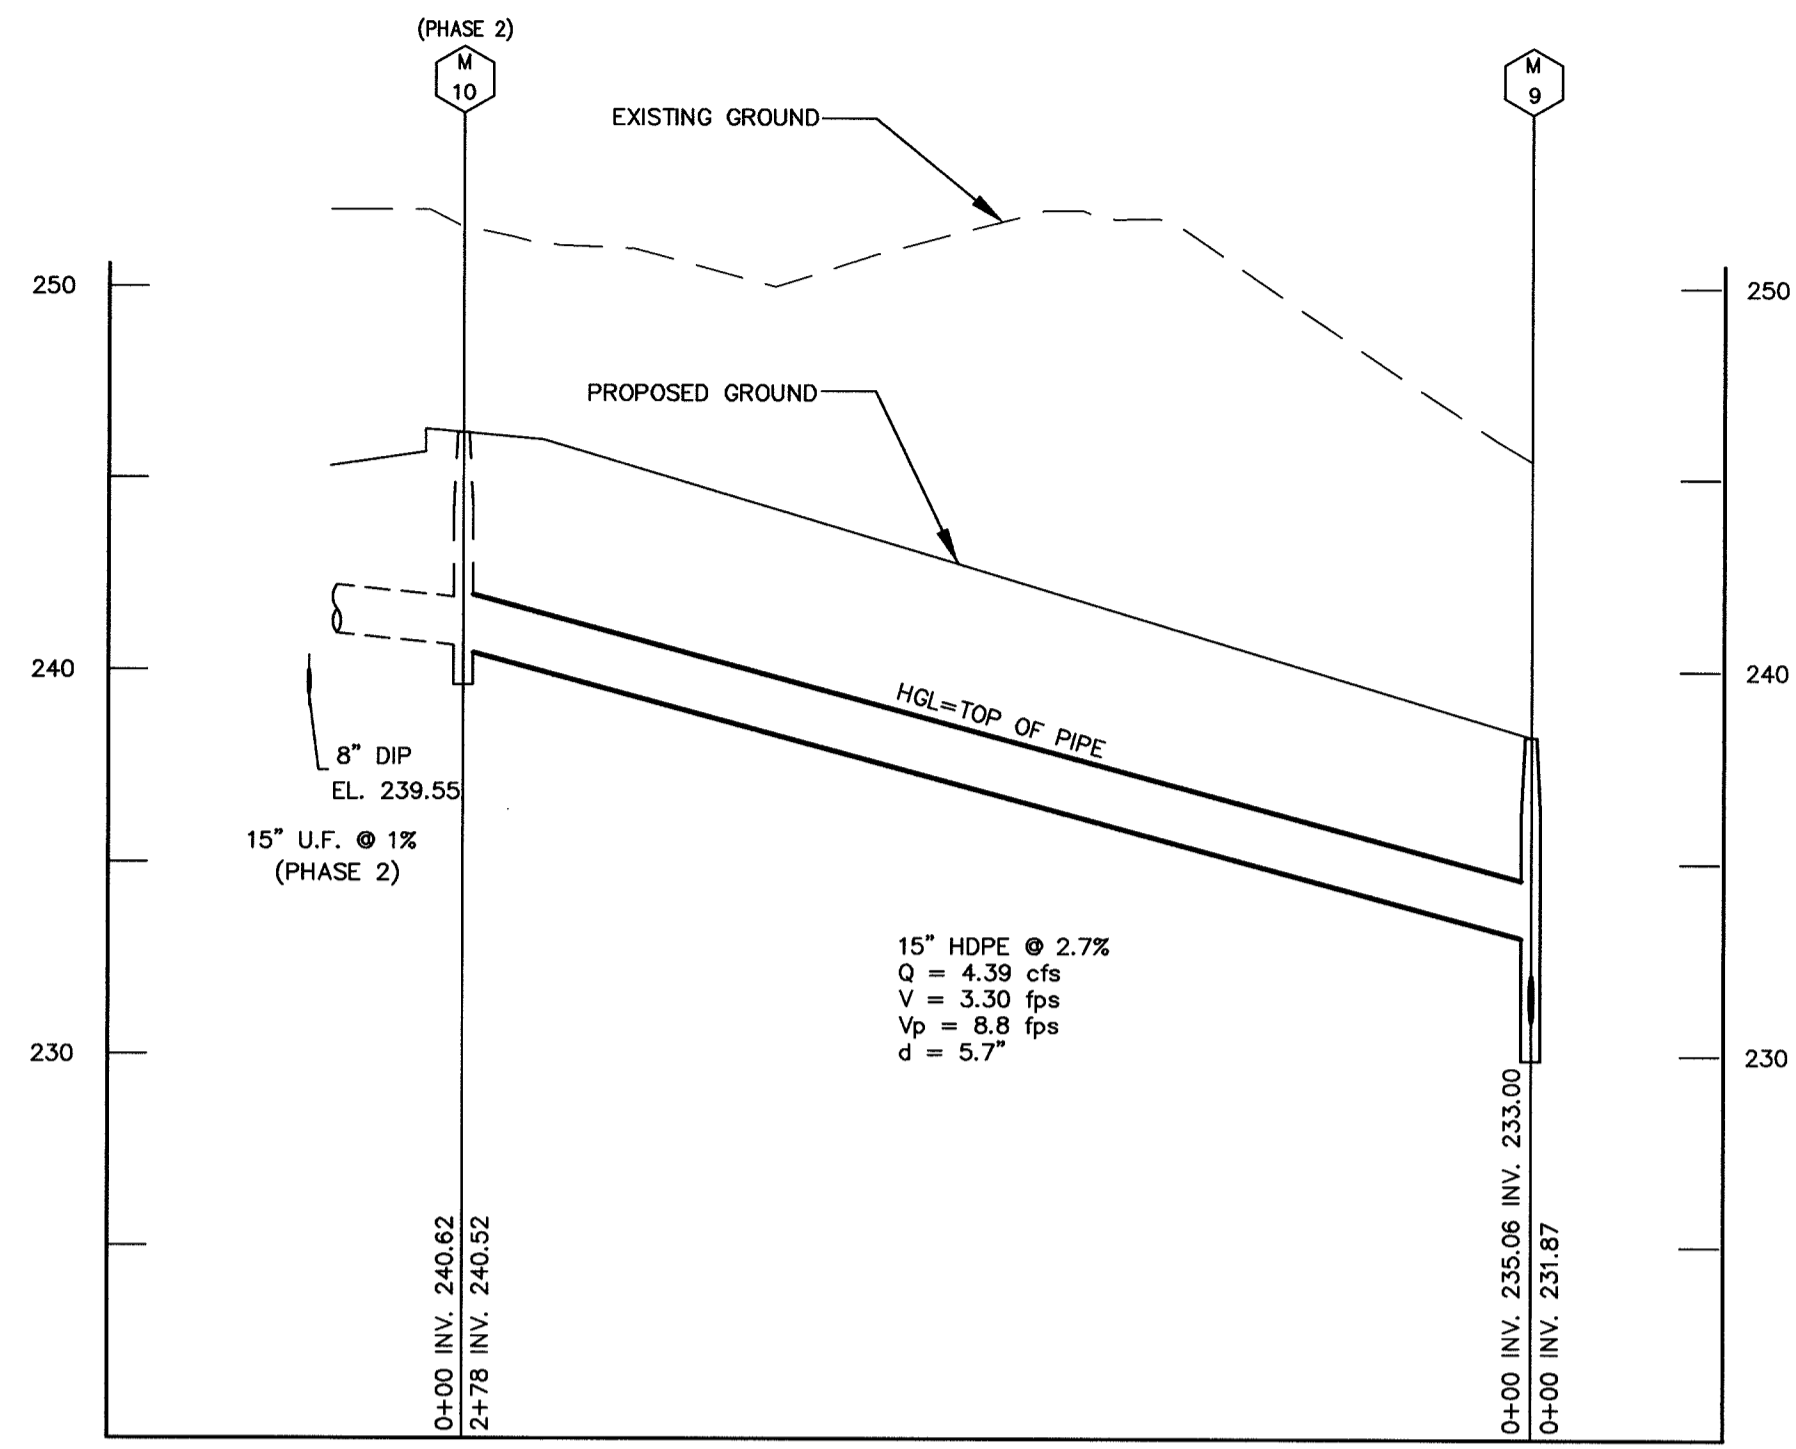 (PHASE 2)
M
10
M
9
EXISTING GROUND
250
250
PROPOSED GROUND
240
240
HGL=TOP OF PIPE
8" DIP
EL. 239.55
15" U.F. @ 1%
(PHASE 2)
15" HDPE @ 2.7%
Q = 4.39 cfs
V = 3.30 fps
Vp = 8.8 fps
d = 5.7"
230
230
0+00 INV. 240.62
2+78 INV. 240.52
0+00 INV. 235.06 INV. 233.00
0+00 INV. 231.87